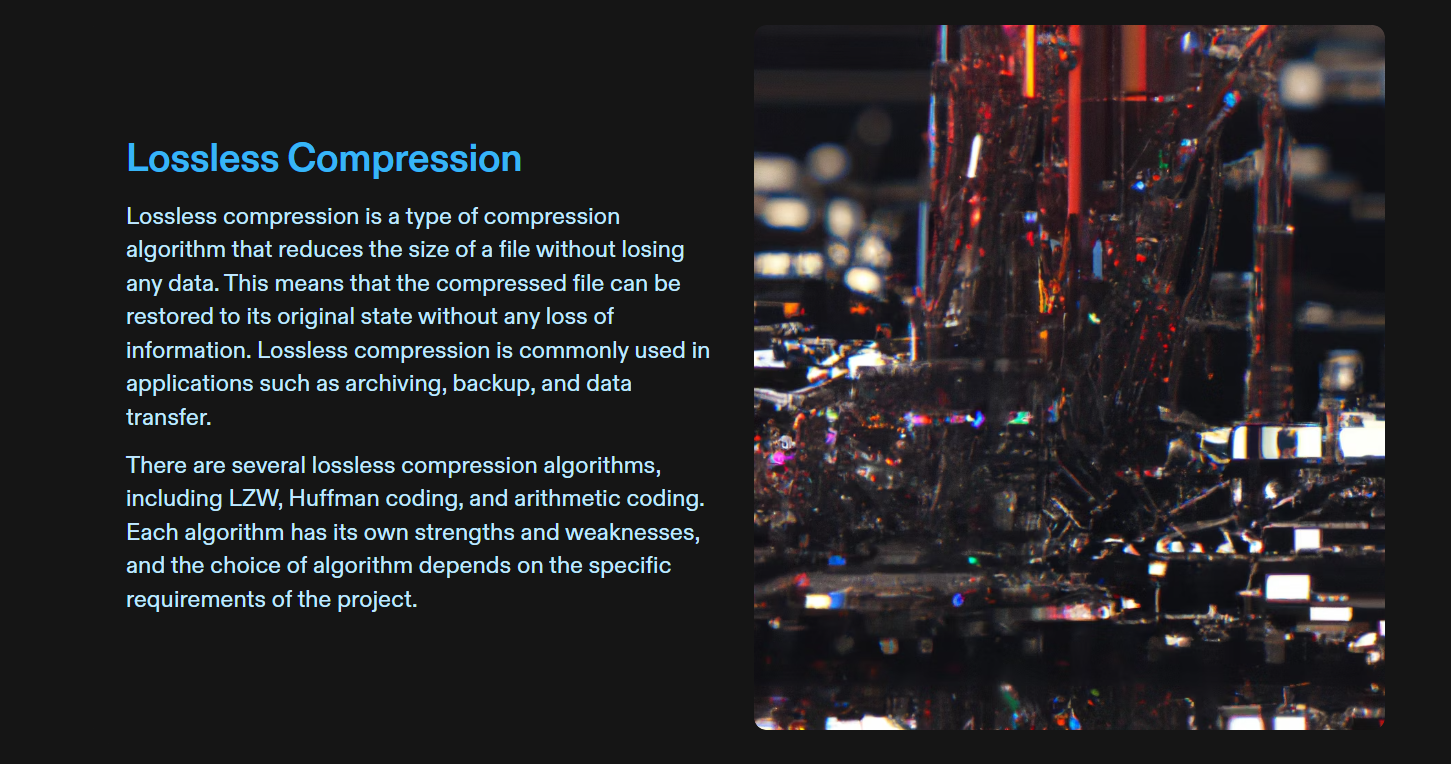 Lossless Compression
Lossless compression is a type of compression
algorithm that reduces the size of a file without losing
any data. This means that the compressed file can be
restored to its original state without any loss of
information. Lossless compression is commonly used in
applications such as archiving, backup, and data
transfer.
There are several lossless compression algorithms,
including LZW, Huffman coding, and arithmetic coding.
Each algorithm has its own strengths and weaknesses,
and the choice of algorithm depends on the specific
requirements of the project.